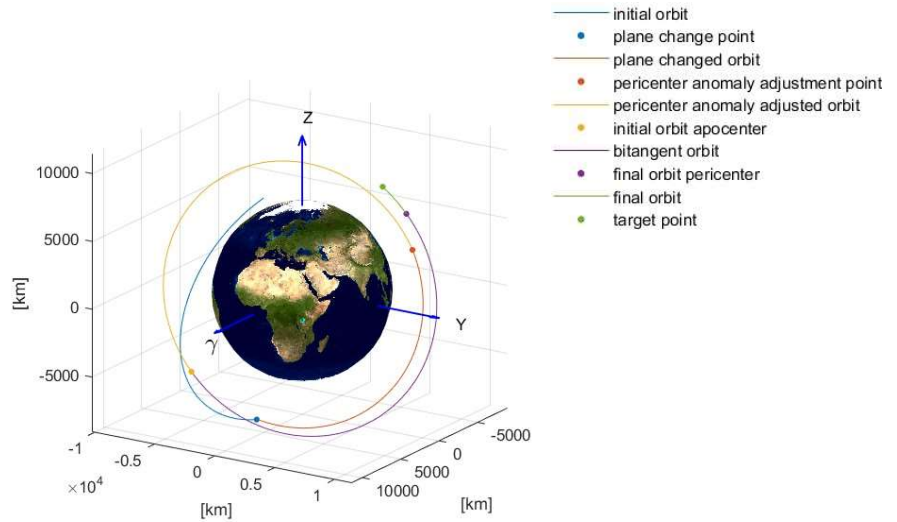 initial orbit
plane change point
plane changed orbit
pericenter anomaly adjustment point
pericenter anomaly adjusted orbit
initial orbit apocenter
bitangent orbit
final orbit pericenter
final orbit
target point
Z
10000
5000
0
-5000
[km]
Y
γ
-1
-0.5
0
0.5
1
×10⁴
[km]
-5000
0
5000
10000
[km]